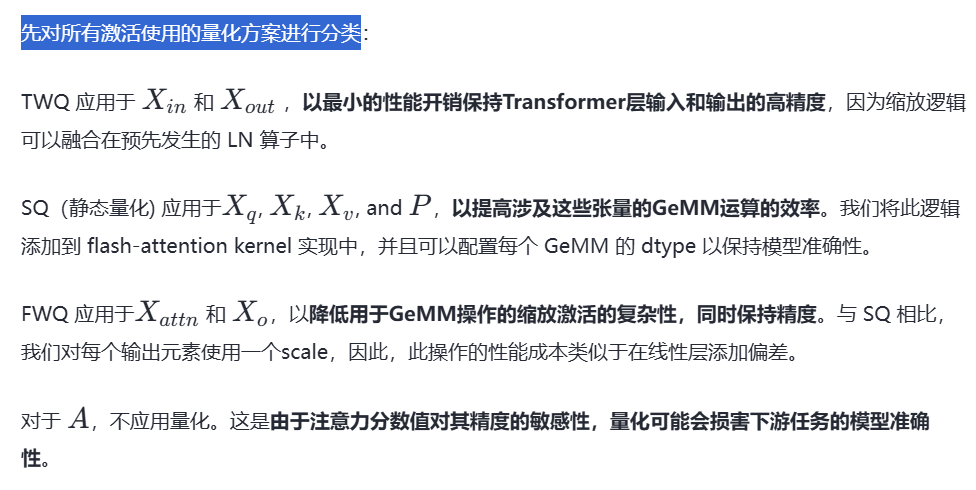 先对所有激活使用的量化方案进行分类：
TWQ 应用于 X_in 和 X_out ，以最小的性能开销保持Transformer层输入和输出的高精度，因为缩放逻辑
可以融合在预先发生的 LN 算子中。
SQ（静态量化) 应用于X_q, X_k, X_v, and P，以提高涉及这些张量的GeMM运算的效率。我们将此逻辑
添加到 flash-attention kernel 实现中，并且可以配置每个 GeMM 的 dtype 以保持模型准确性。
FWQ 应用于X_attn 和 X_o，以降低用于GeMM操作的缩放激活的复杂性，同时保持精度。与 SQ 相比，
我们对每个输出元素使用一个scale，因此，此操作的性能成本类似于在线性层添加偏差。
对于 A，不应用量化。这是由于注意力分数值对其精度的敏感性，量化可能会损害下游任务的模型准确
性。